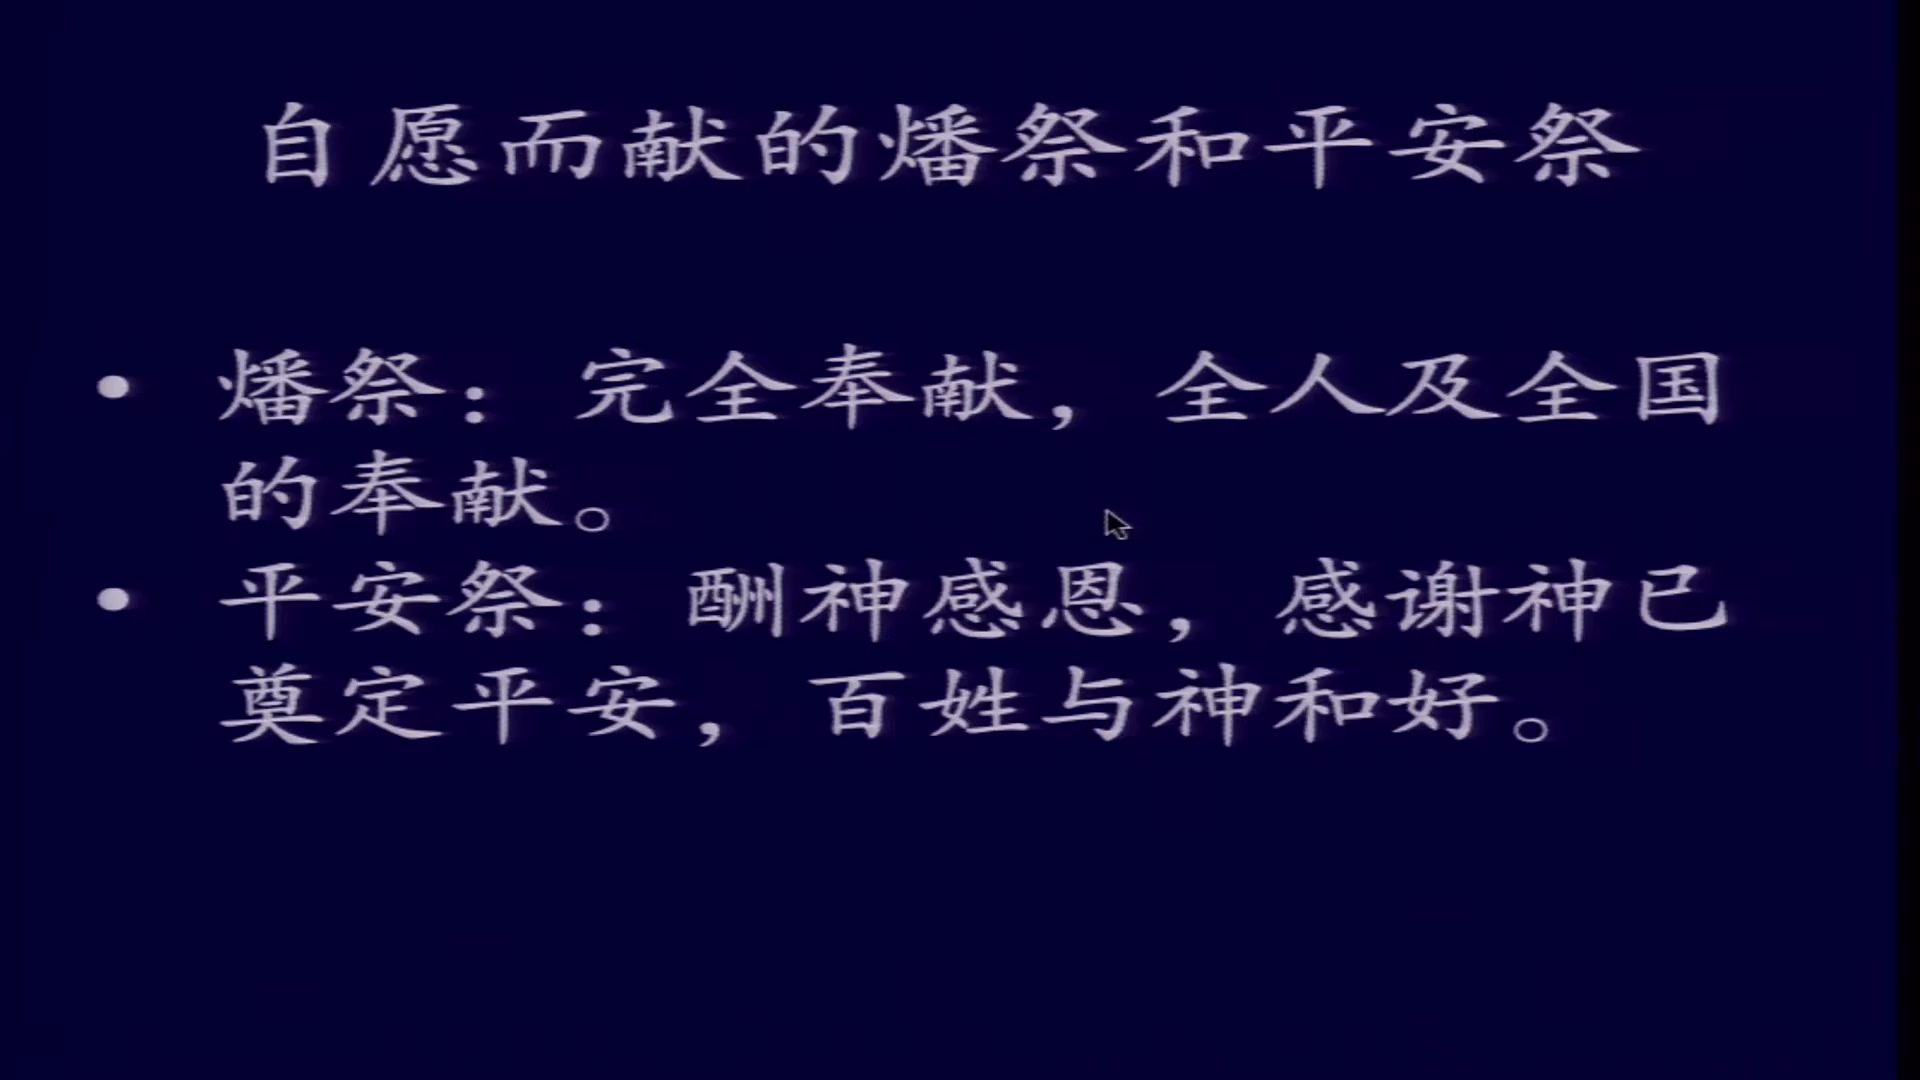 自愿而献的燔祭和平安祭
• 燔祭：完全奉献，全人及全国
的奉献。
• 平安祭：酬神感恩，感谢神已
奠定平安，百姓与神和好。